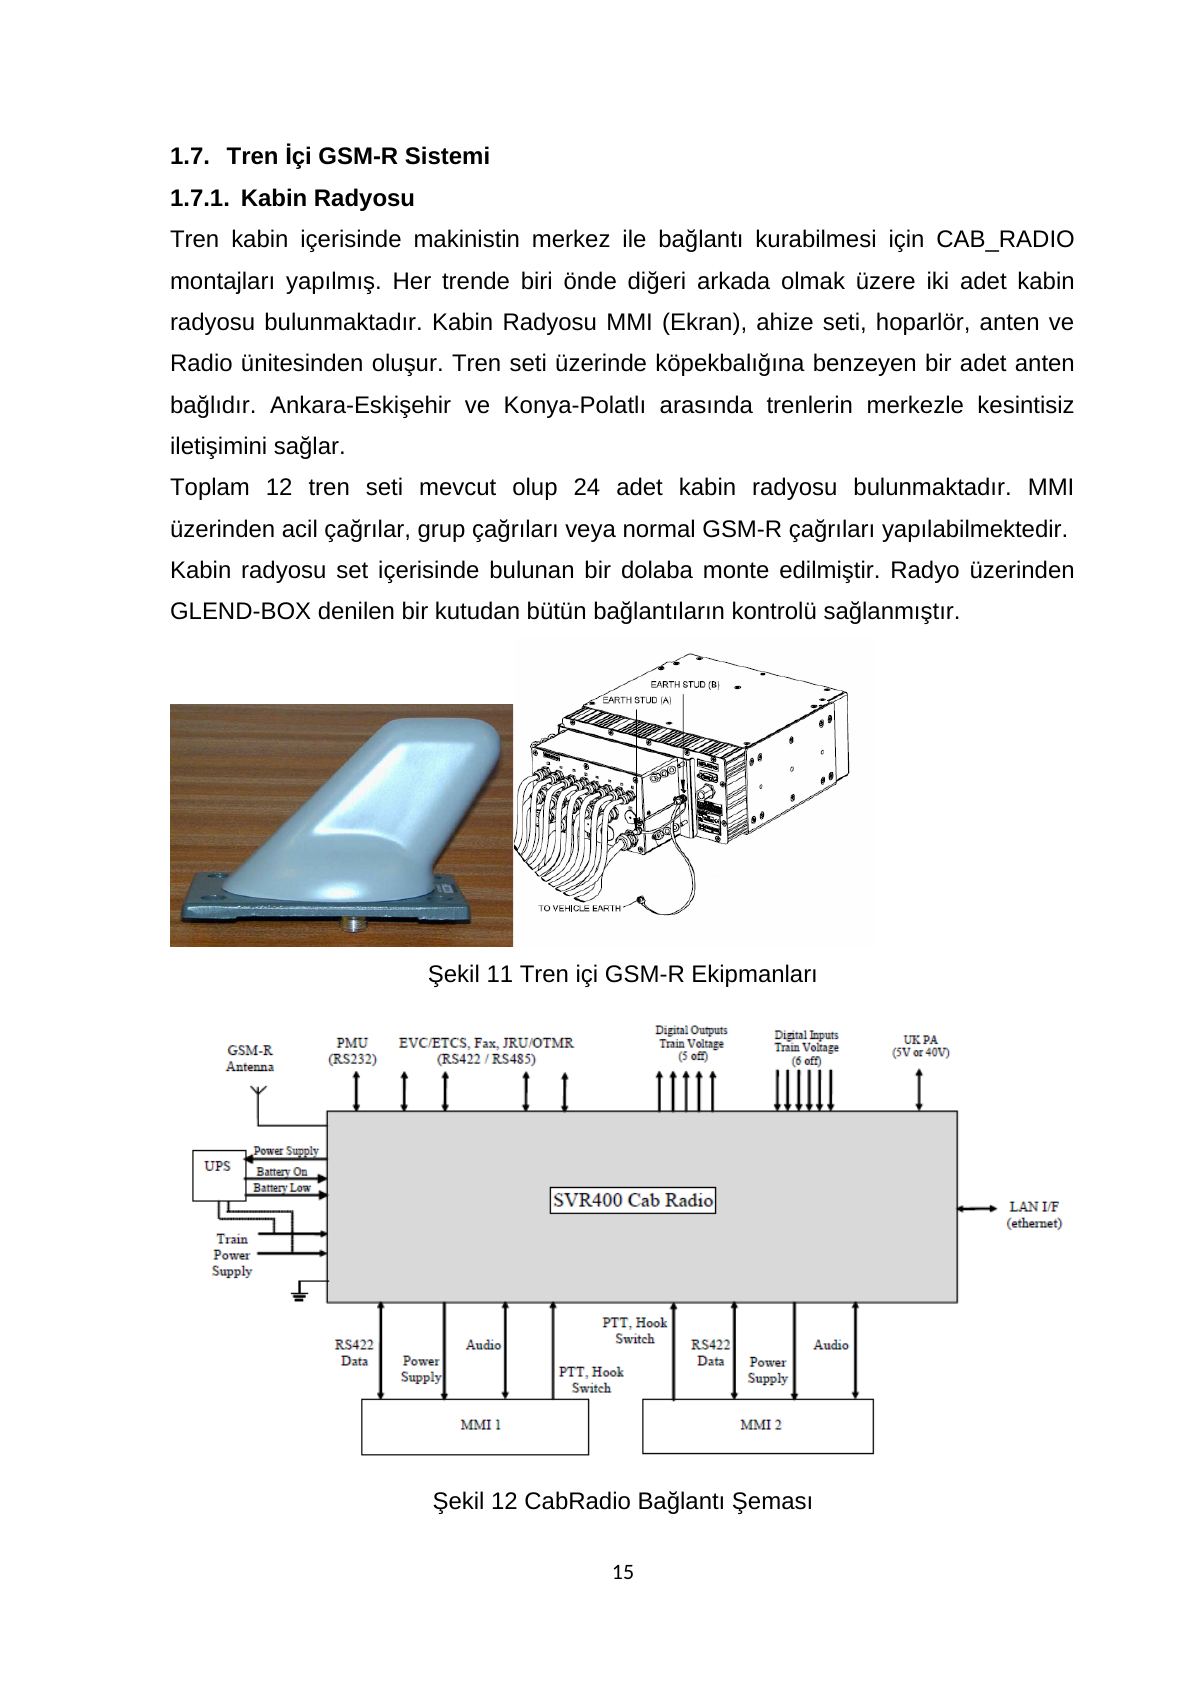 1.7. Tren İçi GSM-R Sistemi
1.7.1. Kabin Radyosu
Tren kabin içerisinde makinistin merkez ile bağlantı kurabilmesi için CAB_RADIO
montajları yapılmış. Her trende biri önde diğeri arkada olmak üzere iki adet kabin
radyosu bulunmaktadır. Kabin Radyosu MMI (Ekran), ahize seti, hoparlör, anten ve
Radio ünitesinden oluşur. Tren seti üzerinde köpekbalığına benzeyen bir adet anten
bağlıdır. Ankara-Eskişehir ve Konya-Polatlı arasında trenlerin merkezle kesintisiz
iletişimini sağlar.
Toplam 12 tren seti mevcut olup 24 adet kabin radyosu bulunmaktadır. MMI
üzerinden acil çağrılar, grup çağrıları veya normal GSM-R çağrıları yapılabilmektedir.
Kabin radyosu set içerisinde bulunan bir dolaba monte edilmiştir. Radyo üzerinden
GLEND-BOX denilen bir kutudan bütün bağlantıların kontrolü sağlanmıştır.
EARTH STUD (B)
EARTH STUD (A)
TO VEHICLE EARTH
Şekil 11 Tren içi GSM-R Ekipmanları
GSM-R
Antenna
PMU
(RS232)
EVC/ETCS, Fax, JRU/OTMR
(RS422 / RS485)
Digital Outputs
Train Voltage
(5 off)
Digital Inputs
Train Voltage
(6 off)
UK PA
(5V or 40V)
UPS
Power Supply
Battery On
Battery Low
SVR400 Cab Radio
LAN I/F
(ethernet)
Train
Power
Supply
RS422
Data
Power
Supply
Audio
PTT, Hook
Switch
PTT, Hook
Switch
RS422
Data
Power
Supply
Audio
MMI 1
MMI 2
Şekil 12 CabRadio Bağlantı Şeması
15